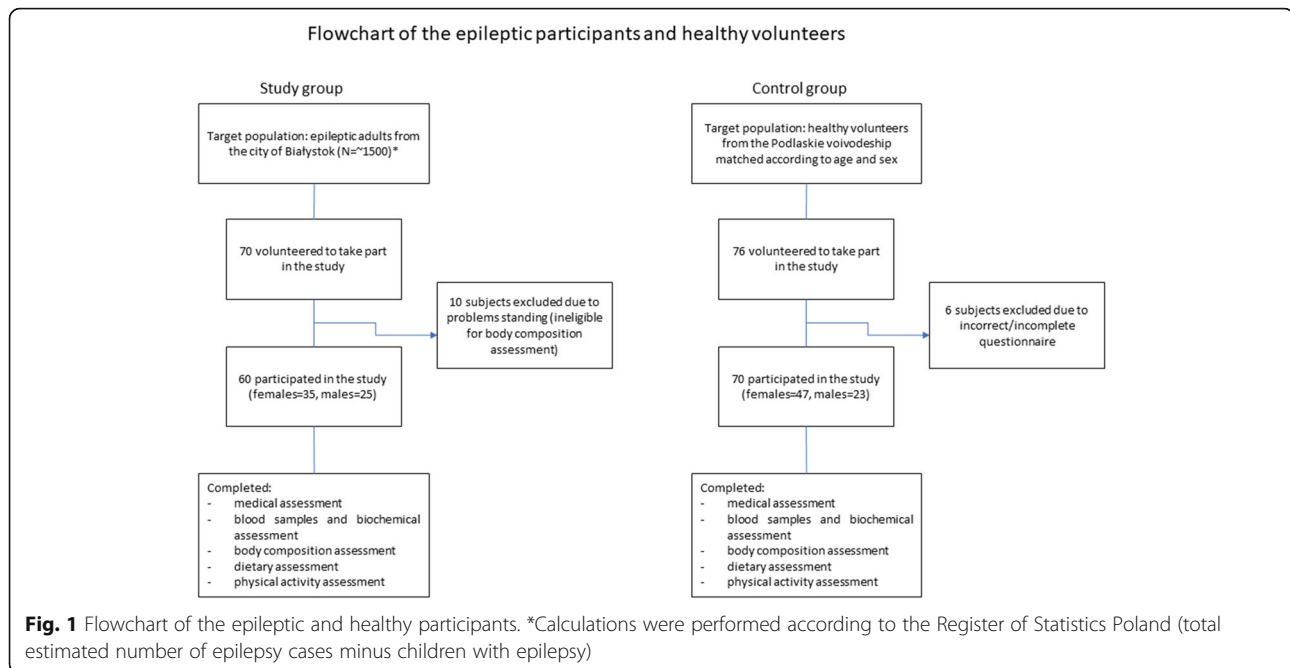 Flowchart of the epileptic participants and healthy volunteers
Study group
Target population: epileptic adults from
the city of Białystok (N=~1500)*
70 volunteered to take part
in the study
10 subjects excluded due to
problems standing (ineligible
for body composition
assessment)
60 participated in the study
(females=35, males=25)
Completed:
- medical assessment
- blood samples and biochemical
assessment
- body composition assessment
- dietary assessment
- physical activity assessment
Control group
Target population: healthy volunteers
from the Podlaskie voivodeship
matched according to age and sex
76 volunteered to take part
in the study
6 subjects excluded due to
incorrect/incomplete
questionnaire
70 participated in the study
(females=47, males=23)
Completed:
- medical assessment
- blood samples and biochemical
assessment
- body composition assessment
- dietary assessment
- physical activity assessment
Fig. 1 Flowchart of the epileptic and healthy participants. *Calculations were performed according to the Register of Statistics Poland (total
estimated number of epilepsy cases minus children with epilepsy)